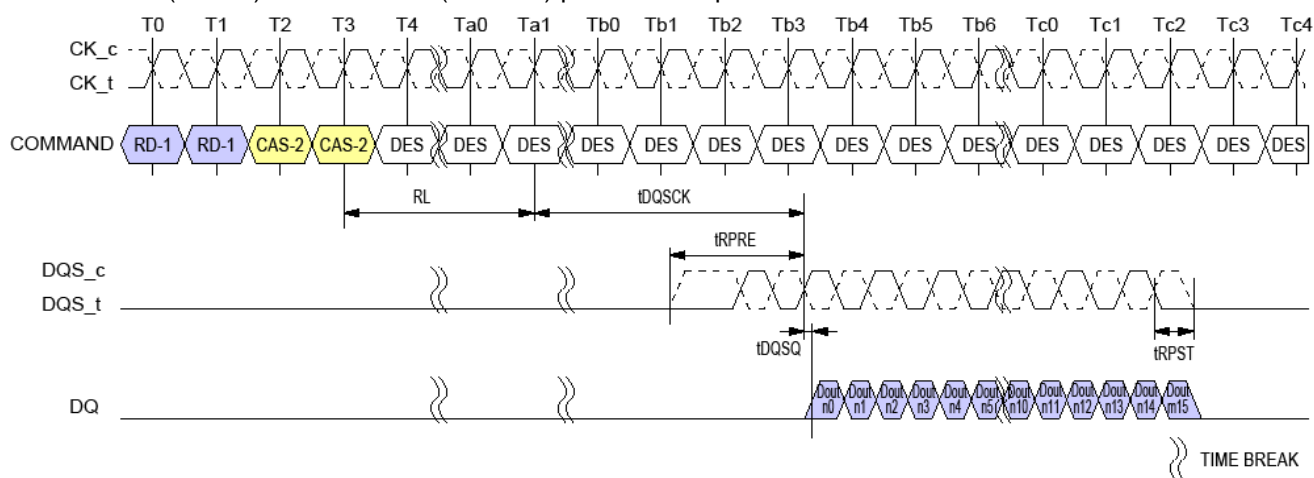 T0 T1 T2 T3 T4 Ta0 Ta1 Tb0 Tb1 Tb2 Tb3 Tb4 Tb5 Tb6 Tc0 Tc1 Tc2 Tc3 Tc4
CK_c
CK_t
COMMAND RD-1 RD-1 CAS-2 CAS-2 DES DES DES DES DES DES DES DES DES DES DES DES DES DES DES
RL tDQSCK
tRPRE
DQS_c
DQS_t
tDQSQ tRPST
DQ Dout n0 Dout n1 Dout n2 Dout n3 Dout n4 Dout n5 Dout n10 Dout n11 Dout n12 Dout n13 Dout n14 Dout m15
TIME BREAK